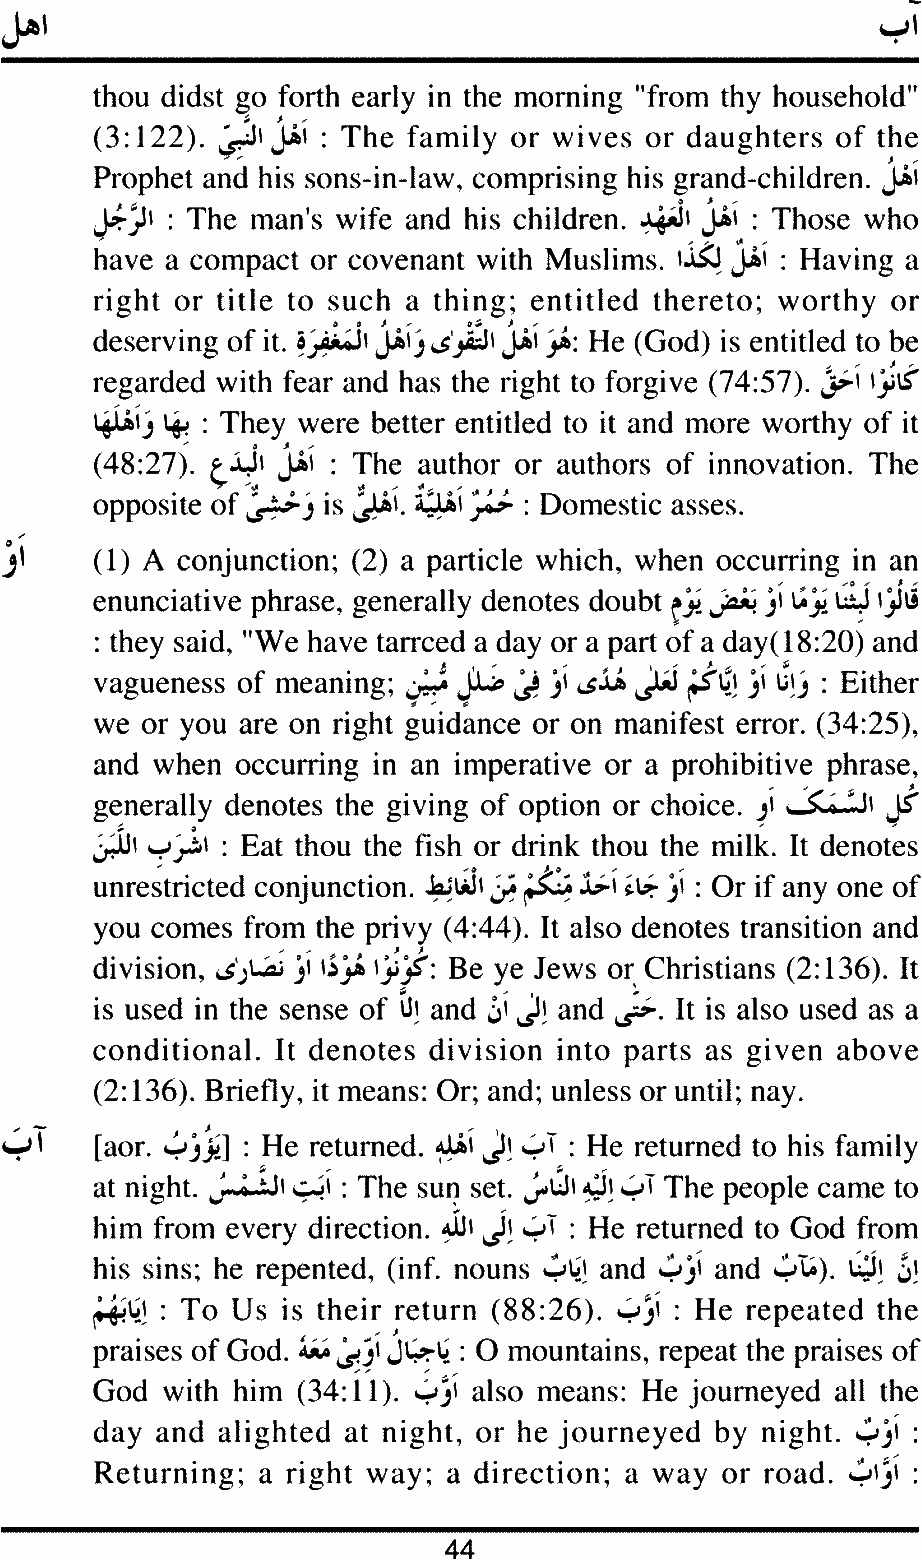 اهل آب
thou didst go forth early in the morning "from thy household"
(3:122). اَهْلُ النَّبِيِّ : The family or wives or daughters of the
Prophet and his sons-in-law, comprising his grand-children. اَهْلُ
الرَّجُلِ : The man's wife and his children. اَهْلُ الْعَهْدِ : Those who
have a compact or covenant with Muslims. اَهْلٌ لِكَذَا : Having a
right or title to such a thing; entitled thereto; worthy or
deserving of it. هُوَ اَهْلُ التَّقْوٰى وَاَهْلُ الْمَغْفِرَةِ: He (God) is entitled to be
regarded with fear and has the right to forgive (74:57). كَانُوْا اَحَقَّ
بِهَا وَاَهْلَهَا : They were better entitled to it and more worthy of it
(48:27). اَهْلُ الْبِدَعِ : The author or authors of innovation. The
opposite of وَحْشِيٌّ is اَهْلِيٌّ. حُمُرٌ اَهْلِيَّةٌ : Domestic asses.
اَوْ (1) A conjunction; (2) a particle which, when occurring in an
enunciative phrase, generally denotes doubt قَالُوْا لَبِثْنَا يَوْمًا اَوْ بَعْضَ يَوْمٍ
: they said, "We have tarrced a day or a part of a day(18:20) and
vagueness of meaning; وَاِنَّا اَوْ اِيَّاكُمْ لَعَلٰى هُدًى اَوْ فِىْ ضَلٰلٍ مُّبِيْنٍ : Either
we or you are on right guidance or on manifest error. (34:25),
and when occurring in an imperative or a prohibitive phrase,
generally denotes the giving of option or choice. كُلِ السَّمَكَ اَوِ
اشْرَبِ اللَّبَنَ : Eat thou the fish or drink thou the milk. It denotes
unrestricted conjunction. اَوْ جَاءَ اَحَدٌ مِّنْكُمْ مِّنَ الْغَائِطِ : Or if any one of
you comes from the privy (4:44). It also denotes transition and
division, كُوْنُوْا هُوْدًا اَوْ نَصَارٰى: Be ye Jews or Christians (2:136). It
is used in the sense of اِلَّا and اِلٰى اَنْ and حَتّٰى. It is also used as a
conditional. It denotes division into parts as given above
(2:136). Briefly, it means: Or; and; unless or until; nay.
آبَ [aor. يَؤُوْبُ] : He returned. آبَ اِلٰى اَهْلِهٖ : He returned to his family
at night. اَبَتِ الشَّمْسُ : The sun set. آبَ اِلَيْهِ النَّاسُ The people came to
him from every direction. آبَ اِلَى اللّٰهِ : He returned to God from
his sins; he repented, (inf. nouns اِيَابٌ and اَوْبٌ and مَآبٌ). اِنَّ اِلَيْنَا
اِيَابَهُمْ : To Us is their return (88:26). اَوَّبَ : He repeated the
praises of God. يَاجِبَالُ اَوِّبِيْ مَعَهٗ : O mountains, repeat the praises of
God with him (34:11). اَوَّبَ also means: He journeyed all the
day and alighted at night, or he journeyed by night. اَوْبٌ :
Returning; a right way; a direction; a way or road. اَوَّابٌ :
44